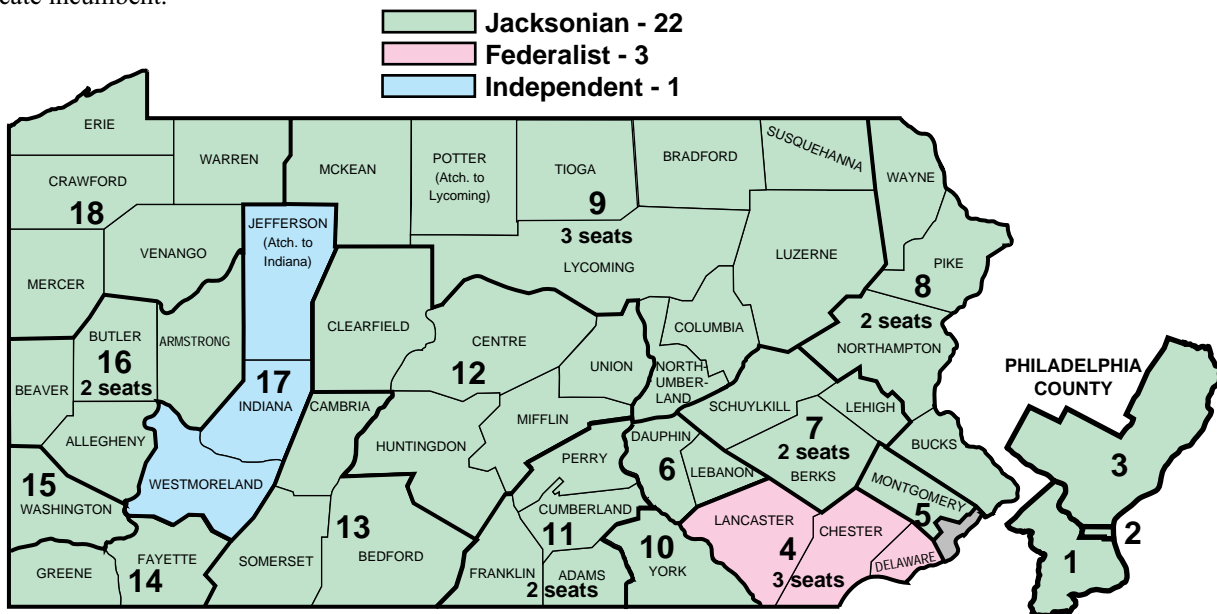 cate incumbent.
Jacksonian - 22
Federalist - 3
Independent - 1
ERIE
WARREN
MCKEAN
POTTER
(Atch. to
Lycoming)
TIOGA
BRADFORD
SUSQUEHANNA
WAYNE
CRAWFORD
18
9
3 seats
JEFFERSON
(Atch. to
Indiana)
VENANGO
LYCOMING
LUZERNE
PIKE
8
2 seats
MERCER
BUTLER
16
2 seats
ARMSTRONG
CLEARFIELD
CENTRE
12
UNION
COLUMBIA
NORTH-
UMBER-
LAND
NORTHAMPTON
PHILADELPHIA
COUNTY
BEAVER
17
INDIANA
CAMBRIA
MIFFLIN
SCHUYLKILL
LEHIGH
ALLEGHENY
HUNTINGDON
PERRY
DAUPHIN
6
LEBANON
7
2 seats
BERKS
BUCKS
3
15
WASHINGTON
WESTMORELAND
CUMBERLAND
11
MONTGOMERY
5
13
BEDFORD
LANCASTER
4
3 seats
CHESTER
DELAWARE
2
1
GREENE
FAYETTE
14
SOMERSET
FRANKLIN
ADAMS
2 seats
10
YORK